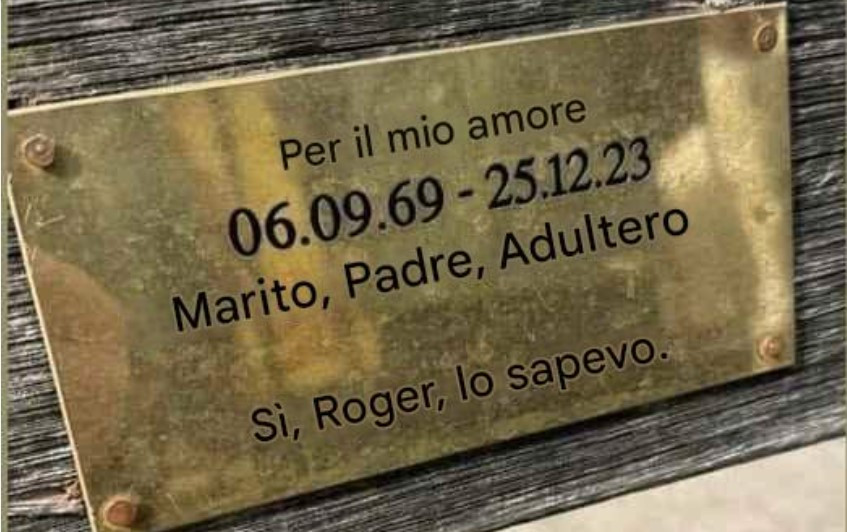 Per il mio amore
06.09.69 - 25.12.23
Marito, Padre, Adultero
Sì, Roger, lo sapevo.